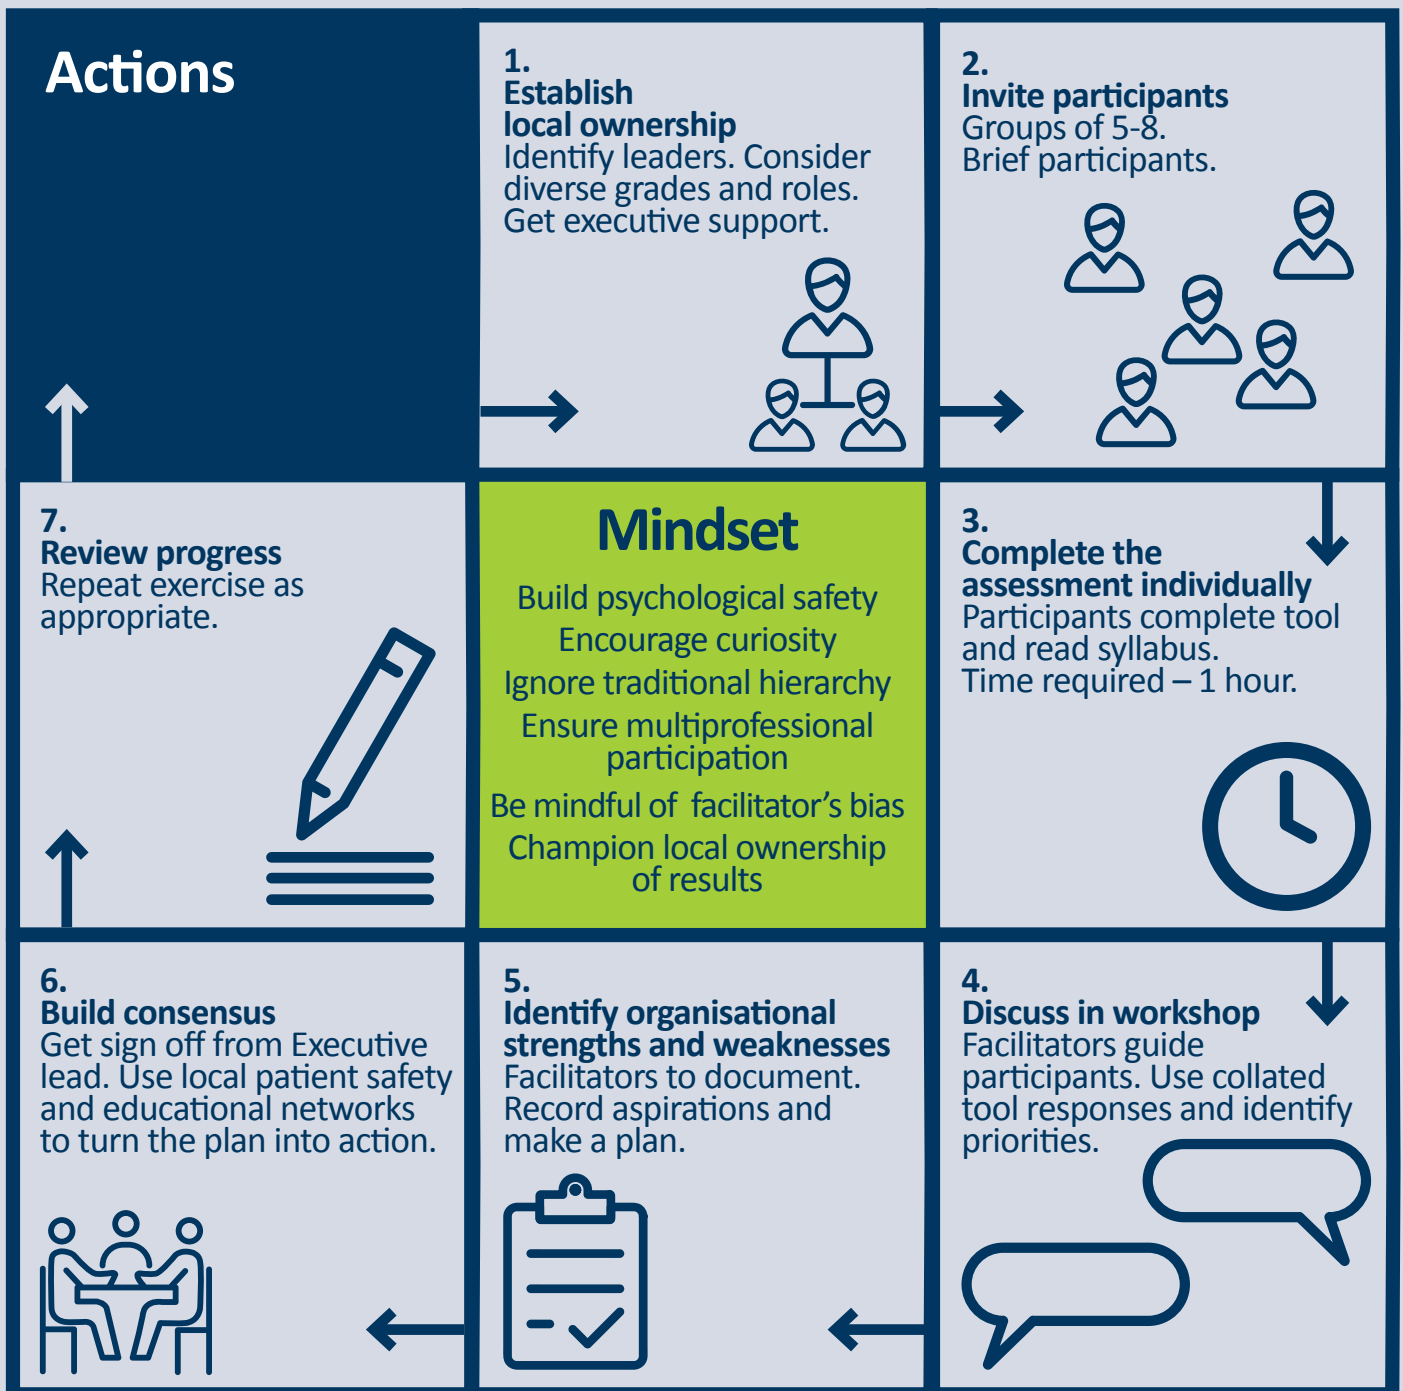 Actions
1.
Establish
local ownership
Identify leaders. Consider
diverse grades and roles.
Get executive support.
2.
Invite participants
Groups of 5-8.
Brief participants.
3.
Complete the
assessment individually
Participants complete tool
and read syllabus.
Time required – 1 hour.
4.
Discuss in workshop
Facilitators guide
participants. Use collated
tool responses and identify
priorities.
5.
Identify organisational
strengths and weaknesses
Facilitators to document.
Record aspirations and
make a plan.
6.
Build consensus
Get sign off from Executive
lead. Use local patient safety
and educational networks
to turn the plan into action.
7.
Review progress
Repeat exercise as
appropriate.
Mindset
Build psychological safety
Encourage curiosity
Ignore traditional hierarchy
Ensure multiprofessional
participation
Be mindful of facilitator’s bias
Champion local ownership
of results